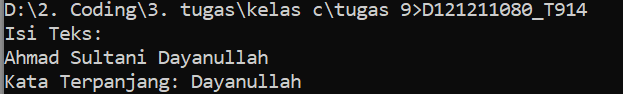 D:\2. Coding\3. tugas\kelas c\tugas 9>D121211080_T914
Isi Teks:
Ahmad Sultani Dayanullah
Kata Terpanjang: Dayanullah